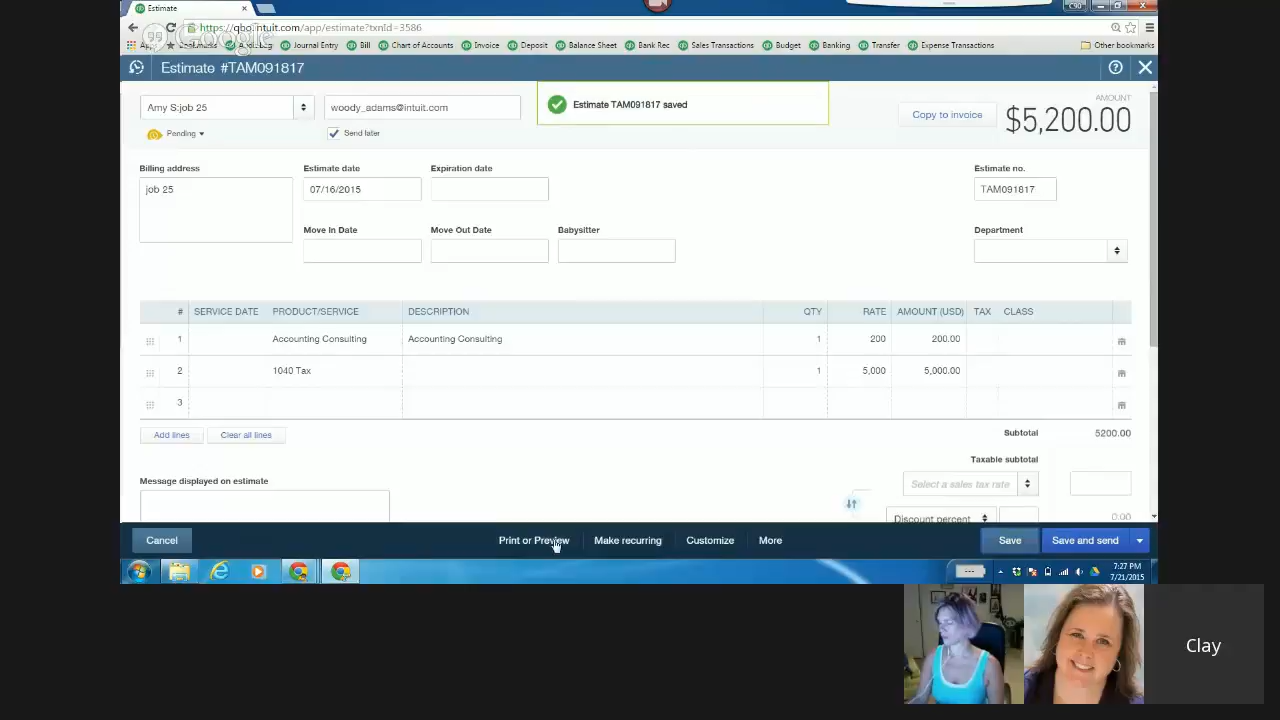 Estimate
https://qbo.intuit.com/app/estimate?txnId=3586
Journal Entry Bill Chart of Accounts Invoice Deposit Balance Sheet Bank Rec Sales Transactions Budget Banking Transfer Expense Transactions Other bookmarks
Estimate #TAM091817
Estimate TAM091817 saved
Amy S:job 25 woody_adams@intuit.com
Copy to invoice
AMOUNT
$5,200.00
Pending Send later
Billing address Estimate date Expiration date Estimate no.
job 25 07/16/2015 TAM091817
Move In Date Move Out Date Babysitter Department
# SERVICE DATE PRODUCT/SERVICE DESCRIPTION QTY RATE AMOUNT (USD) TAX CLASS
1 Accounting Consulting Accounting Consulting 1 200 200.00
2 1040 Tax 1 5,000 5,000.00
3
Add lines Clear all lines
Subtotal 5200.00
Taxable subtotal
Message displayed on estimate
Select a sales tax rate
Discount percent 0.00
Cancel Print or Preview Make recurring Customize More Save Save and send
7:27 PM
7/21/2015
Clay